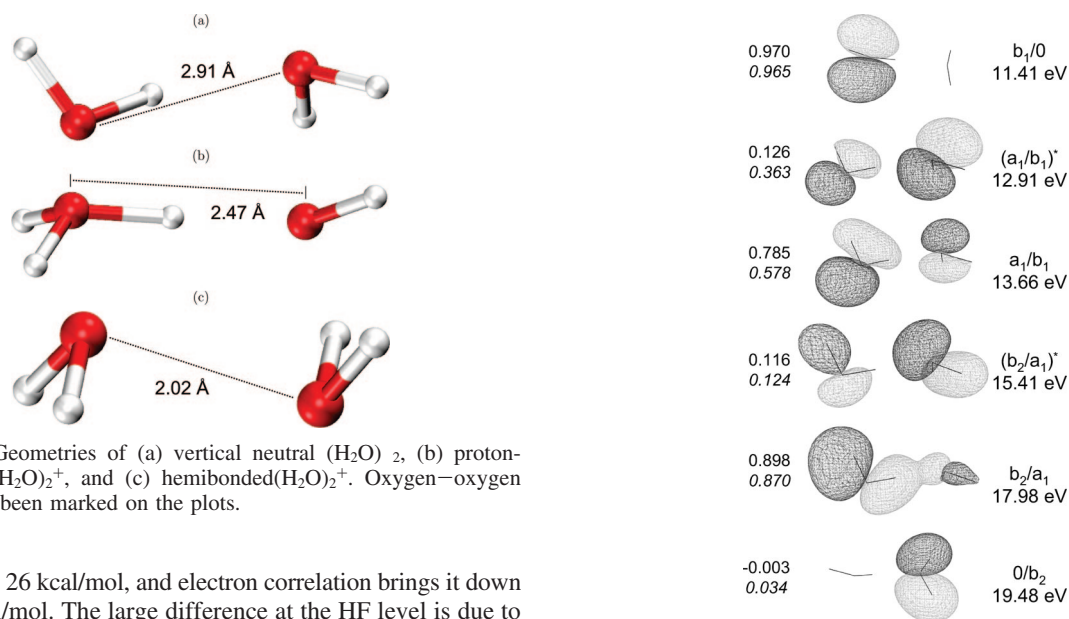 (a)
2.91 Å
(b)
2.47 Å
(c)
2.02 Å
Geometries of (a) vertical neutral (H₂O) ₂, (b) proton-
H₂O)₂⁺, and (c) hemibonded(H₂O)₂⁺. Oxygen−oxygen
been marked on the plots.
26 kcal/mol, and electron correlation brings it down
/mol. The large difference at the HF level is due to
0.970
0.965
b₁/0
11.41 eV
0.126
0.363
(a₁/b₁)*
12.91 eV
0.785
0.578
a₁/b₁
13.66 eV
0.116
0.124
(b₂/a₁)*
15.41 eV
0.898
0.870
b₂/a₁
17.98 eV
-0.003
0.034
0/b₂
19.48 eV